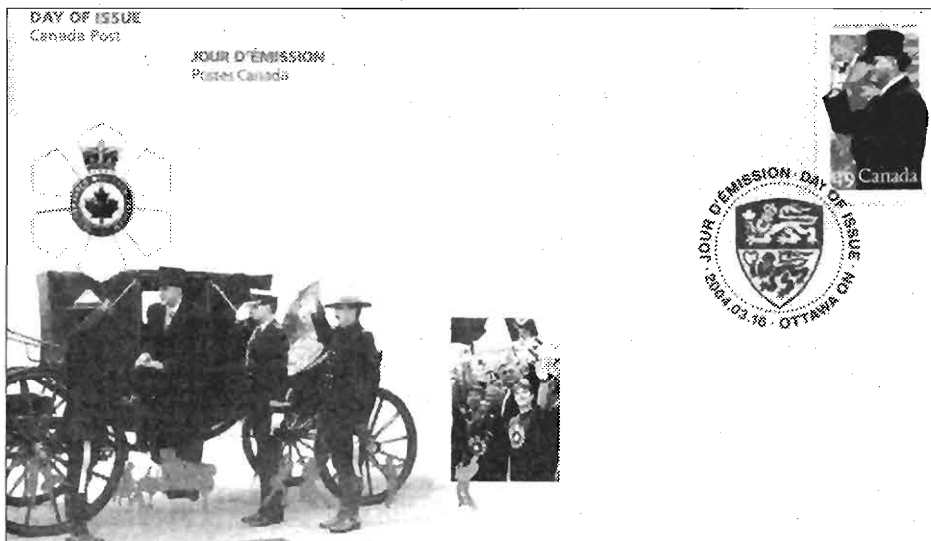 DAY OF ISSUE
Canada Post
JOUR D'ÉMISSION
Postes Canada
49 Canada
JOUR D'ÉMISSION · DAY OF ISSUE
2004.03.16 · OTTAWA ON